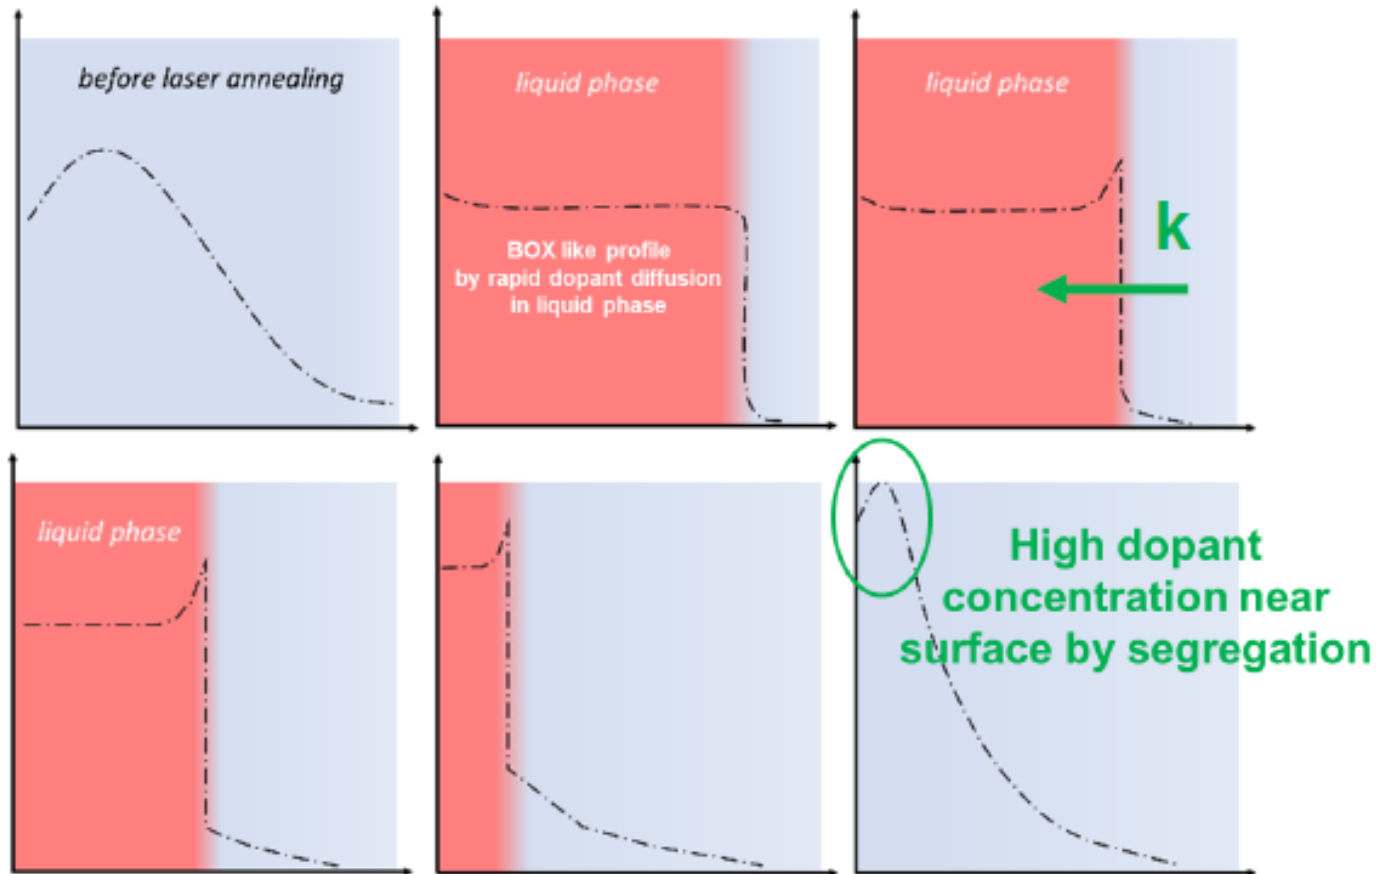 before laser annealing
liquid phase
BOX like profile
by rapid dopant diffusion
in liquid phase
liquid phase
k
liquid phase
High dopant
concentration near
surface by segregation